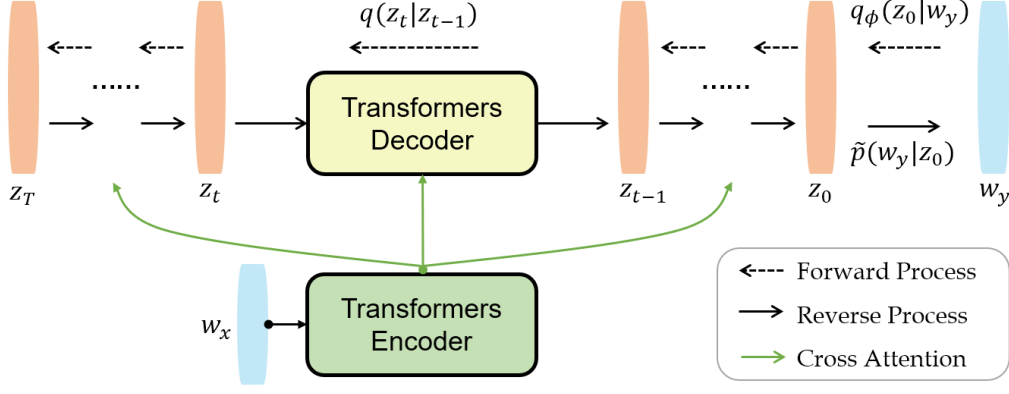 q(z_t|z_{t-1})
q_ϕ(z_0|w_y)
......
......
Transformers
Decoder
p̃(w_y|z_0)
z_T
z_t
z_{t-1}
z_0
w_y
w_x
Transformers
Encoder
Forward Process
Reverse Process
Cross Attention